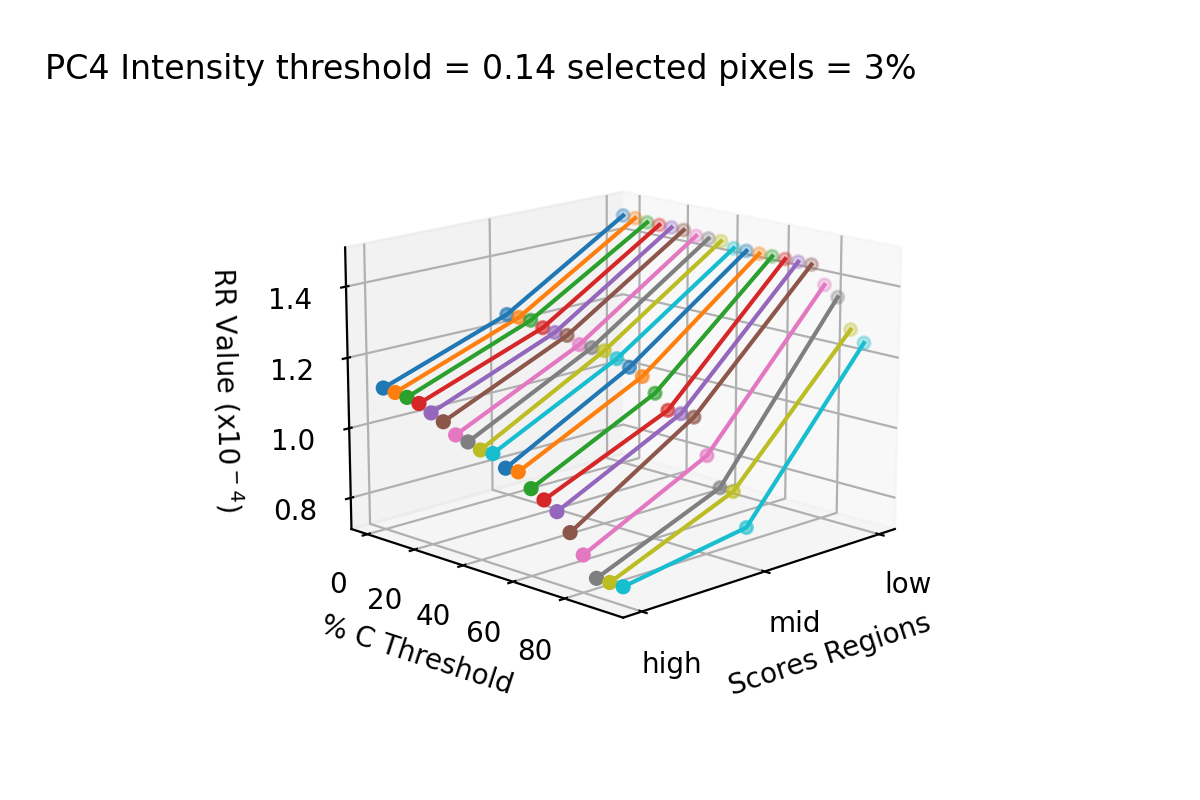 PC4 Intensity threshold = 0.14 selected pixels = 3%
RR Value (x10⁻⁴)
1.4
1.2
1.0
0.8
0
20
40
60
80
% C Threshold
high
mid
low
Scores Regions